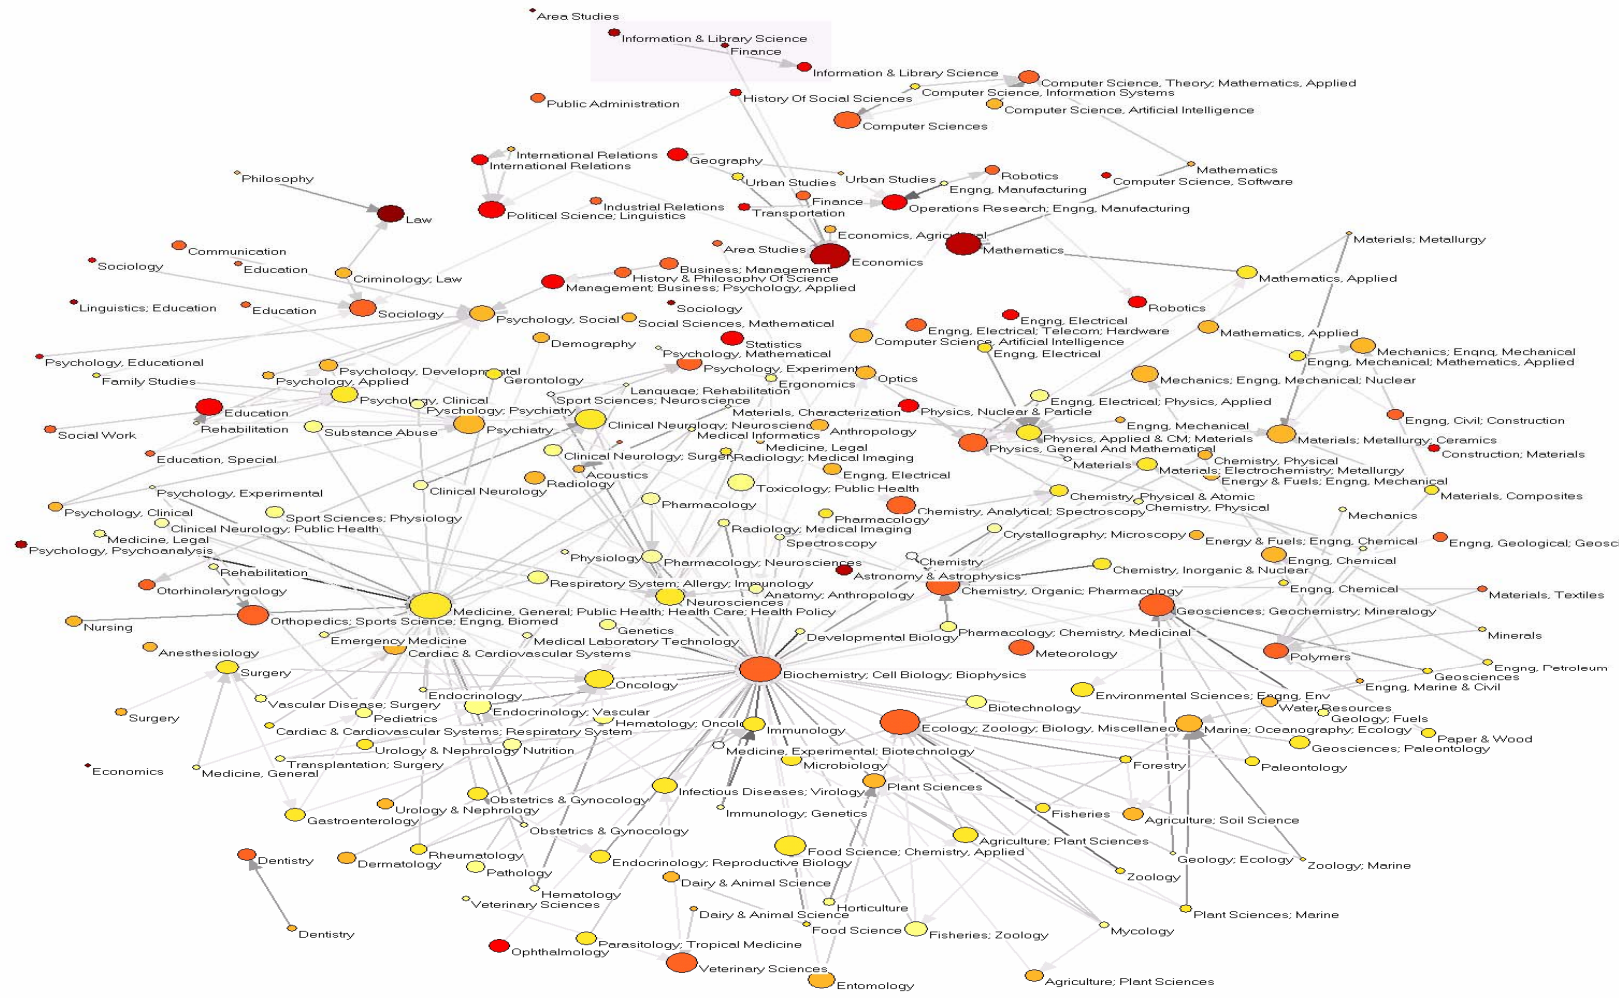 Area Studies
Information & Library Science
Finance
Information & Library Science
Computer Science, Theory; Mathematics, Applied
Computer Science, Information Systems
History Of Social Sciences
Public Administration
Computer Science, Artificial Intelligence
Computer Sciences
International Relations
International Relations
Geography
Mathematics
Philosophy
Urban Studies
Urban Studies
Robotics
Computer Science, Software
Engng, Manufacturing
Finance
Industrial Relations
Operations Research; Engng, Manufacturing
Transportation
Political Science; Linguistics
Law
Economics, Agricultural
Materials; Metallurgy
Communication
Area Studies
Mathematics
Economics
Sociology
Education
Business; Management
Criminology; Law
History & Philosophy Of Science
Mathematics, Applied
Management; Business; Psychology, Applied
Linguistics; Education
Education
Sociology
Sociology
Robotics
Psychology, Social
Social Sciences, Mathematical
Engng, Electrical
Engng, Electrical; Telecom; Hardware
Mathematics, Applied
Demography
Statistics
Computer Science, Artificial Intelligence
Psychology, Mathematical
Engng, Electrical
Mechanics; Engng, Mechanical
Engng, Mechanical; Mathematics, Applied
Psychology, Educational
Psychology, Developmental
Psychology, Experimental
Family Studies
Psychology, Applied
Gerontology
Ergonomics
Optics
Mechanics; Engng, Mechanical; Nuclear
Language; Rehabilitation
Psychology, Clinical
Sport Sciences; Neuroscience
Engng, Electrical; Physics, Applied
Education
Psychology; Psychiatry
Materials, Characterization
Physics, Nuclear & Particle
Engng, Civil; Construction
Rehabilitation
Substance Abuse
Psychiatry
Clinical Neurology; Neuroscience
Anthropology
Engng, Mechanical
Social Work
Medical Informatics
Physics, Applied & CM; Materials
Materials; Metallurgy; Ceramics
Medicine, Legal
Physics, General And Mathematical
Education, Special
Clinical Neurology; Surgery
Radiology; Medical Imaging
Construction; Materials
Chemistry, Physical
Materials
Materials; Electrochemistry; Metallurgy
Acoustics
Engng, Electrical
Energy & Fuels; Engng, Mechanical
Radiology
Clinical Neurology
Toxicology; Public Health
Psychology, Experimental
Chemistry, Physical & Atomic
Materials, Composites
Pharmacology
Chemistry, Physical
Psychology, Clinical
Chemistry, Analytical; Spectroscopy
Mechanics
Sport Sciences; Physiology
Pharmacology
Clinical Neurology; Public Health
Radiology; Medical Imaging
Crystallography; Microscopy
Medicine, Legal
Energy & Fuels; Engng, Chemical
Spectroscopy
Engng, Geological; Geosc
Psychology, Psychoanalysis
Physiology
Pharmacology; Neurosciences
Chemistry
Engng, Chemical
Chemistry, Inorganic & Nuclear
Rehabilitation
Astronomy & Astrophysics
Respiratory System; Allergy; Immunology
Otorhinolaryngology
Chemistry, Organic; Pharmacology
Engng, Chemical
Anatomy; Anthropology
Materials, Textiles
Neurosciences
Medicine, General; Public Health; Health Care; Health Policy
Geosciences; Geochemistry, Mineralogy
Orthopedics; Sports Science; Engng, Biomed
Nursing
Genetics
Pharmacology; Chemistry, Medicinal
Minerals
Developmental Biology
Emergency Medicine
Medical Laboratory Technology
Anesthesiology
Cardiac & Cardiovascular Systems
Meteorology
Polymers
Surgery
Engng, Petroleum
Biochemistry; Cell Biology; Biophysics
Geosciences
Oncology
Engng, Marine & Civil
Endocrinology
Environmental Sciences; Engng, Env
Vascular Disease; Surgery
Biotechnology
Water Resources
Endocrinology; Vascular
Surgery
Pediatrics
Geology; Fuels
Hematology; Oncology
Immunology
Ecology; Zoology; Biology, Miscellaneous
Marine; Oceanography; Ecology
Cardiac & Cardiovascular Systems; Respiratory System
Paper & Wood
Urology & Nephrology
Nutrition
Medicine, Experimental; Biotechnology
Geosciences; Paleontology
Transplantation; Surgery
Microbiology
Forestry
Paleontology
Economics
Medicine, General
Plant Sciences
Infectious Diseases; Virology
Obstetrics & Gynocology
Urology & Nephrology
Immunology; Genetics
Fisheries
Agriculture; Soil Science
Gastroenterology
Obstetrics & Gynocology
Agriculture; Plant Sciences
Food Science; Chemistry, Applied
Rheumatology
Dentistry
Dermatology
Endocrinology; Reproductive Biology
Geology; Ecology
Zoology; Marine
Pathology
Zoology
Dairy & Animal Science
Hematology
Veterinary Sciences
Horticulture
Dairy & Animal Science
Plant Sciences; Marine
Food Science
Mycology
Dentistry
Fisheries; Zoology
Parasitology; Tropical Medicine
Ophthalmology
Veterinary Sciences
Entomology
Agriculture; Plant Sciences